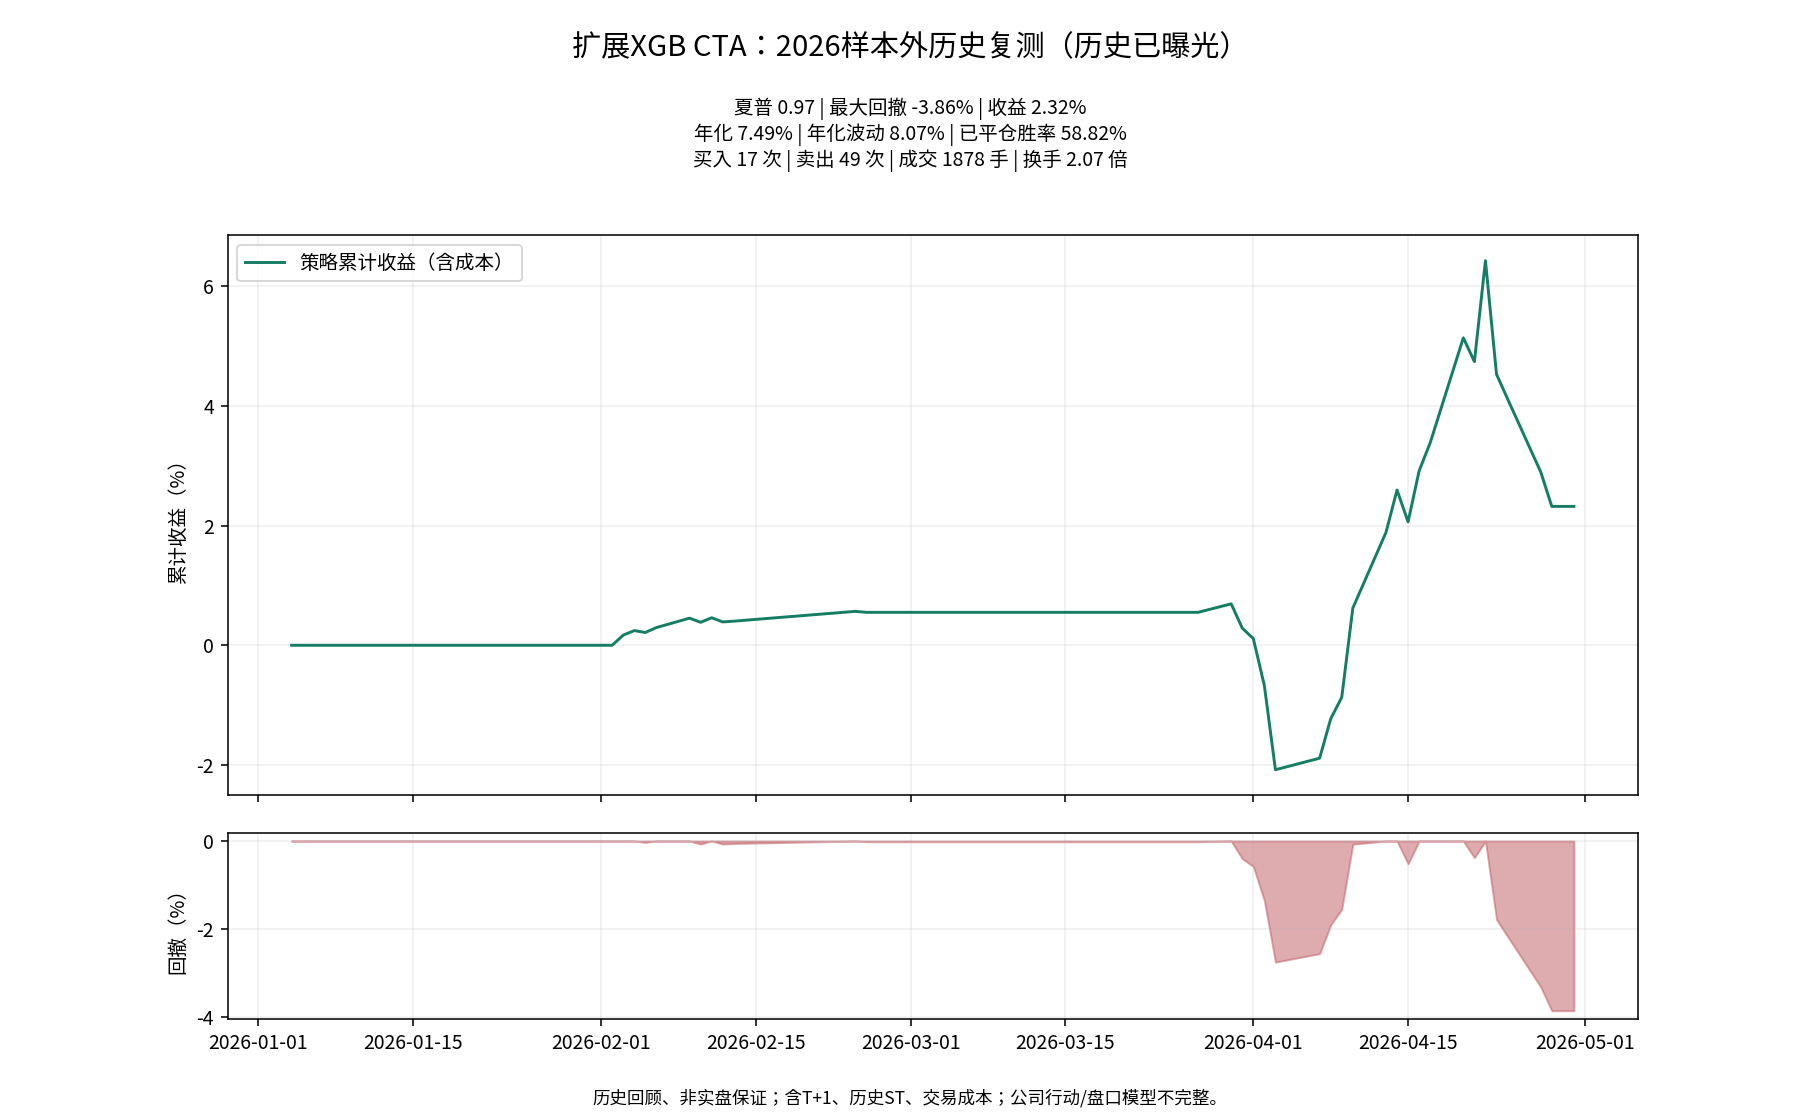 扩展XGB CTA：2026样本外历史复测（历史已曝光）
夏普 0.97 | 最大回撤 -3.86% | 收益 2.32%
年化 7.49% | 年化波动 8.07% | 已平仓胜率 58.82%
买入 17 次 | 卖出 49 次 | 成交 1878 手 | 换手 2.07 倍
策略累计收益（含成本）
累计收益（%）
6
4
2
0
-2
回撤（%）
0
-2
-4
2026-01-01 2026-01-15 2026-02-01 2026-02-15 2026-03-01 2026-03-15 2026-04-01 2026-04-15 2026-05-01
历史回顾、非实盘保证；含T+1、历史ST、交易成本；公司行动/盘口模型不完整。